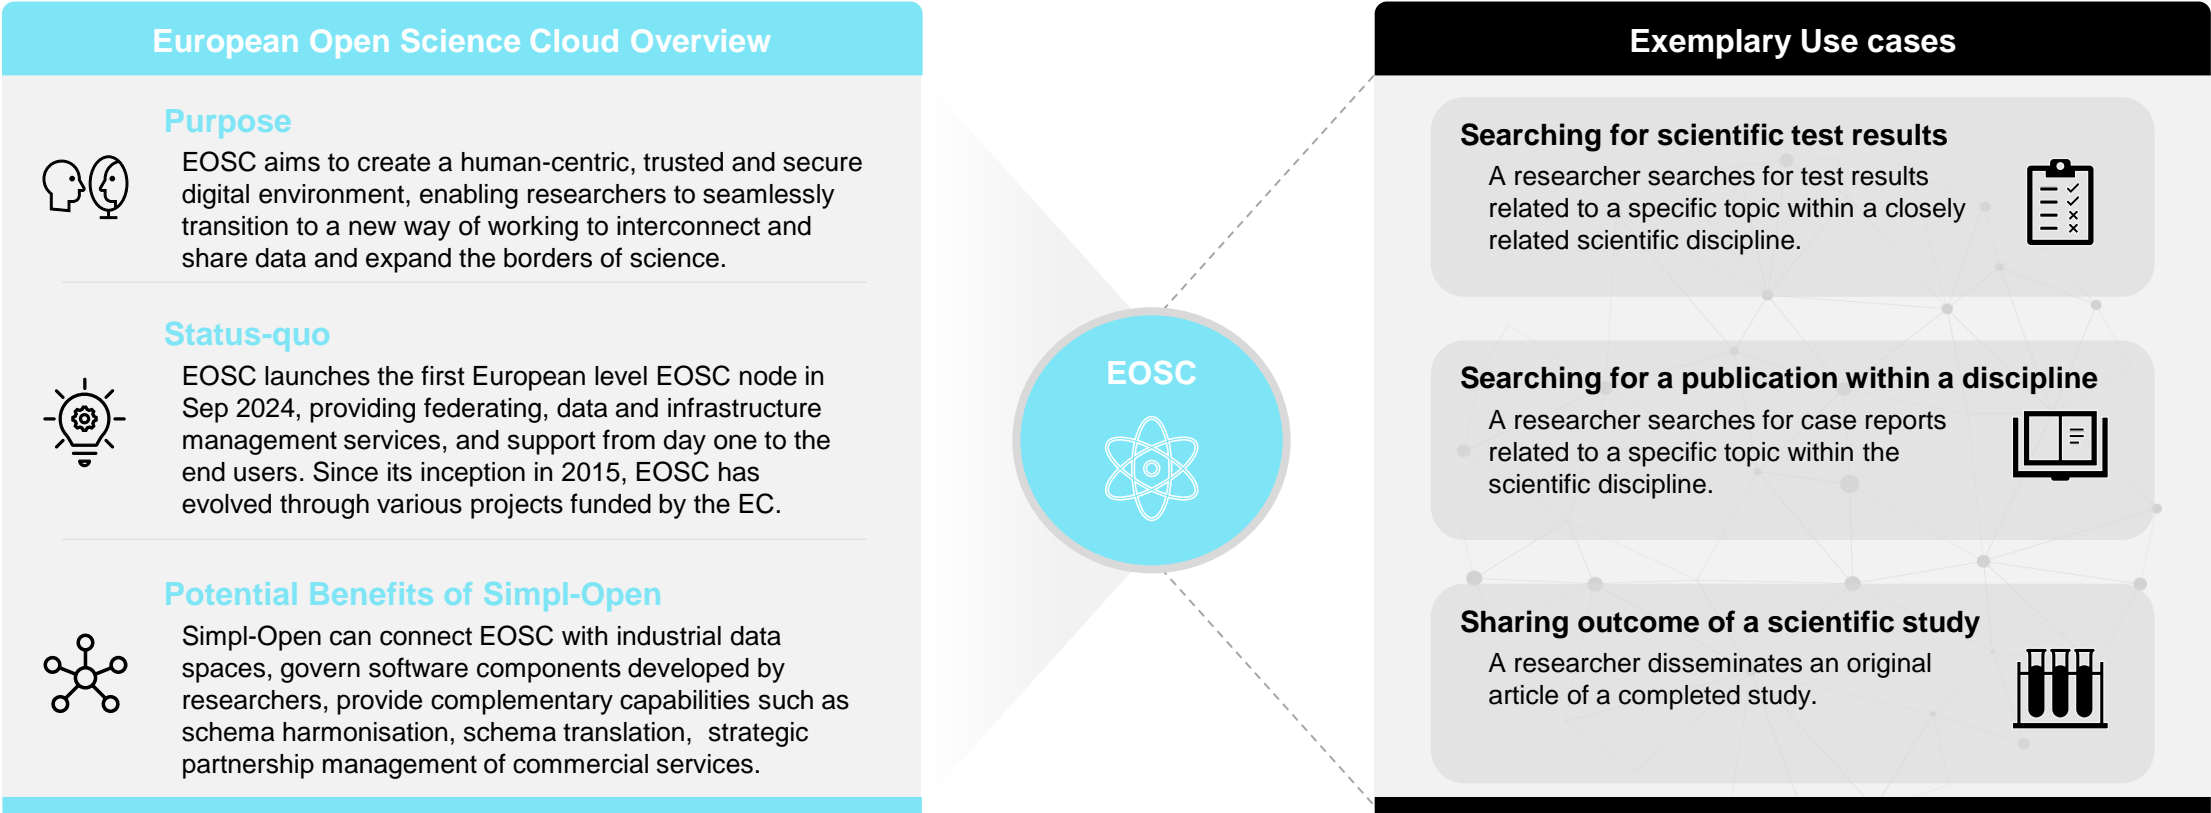 European Open Science Cloud Overview
Purpose
EOSC aims to create a human-centric, trusted and secure
digital environment, enabling researchers to seamlessly
transition to a new way of working to interconnect and
share data and expand the borders of science.
Status-quo
EOSC launches the first European level EOSC node in
Sep 2024, providing federating, data and infrastructure
management services, and support from day one to the
end users. Since its inception in 2015, EOSC has
evolved through various projects funded by the EC.
Potential Benefits of Simpl-Open
Simpl-Open can connect EOSC with industrial data
spaces, govern software components developed by
researchers, provide complementary capabilities such as
schema harmonisation, schema translation,  strategic
partnership management of commercial services.
EOSC
Exemplary Use cases
Searching for scientific test results
A researcher searches for test results
related to a specific topic within a closely
related scientific discipline.
Searching for a publication within a discipline
A researcher searches for case reports
related to a specific topic within the
scientific discipline.
Sharing outcome of a scientific study
A researcher disseminates an original
article of a completed study.